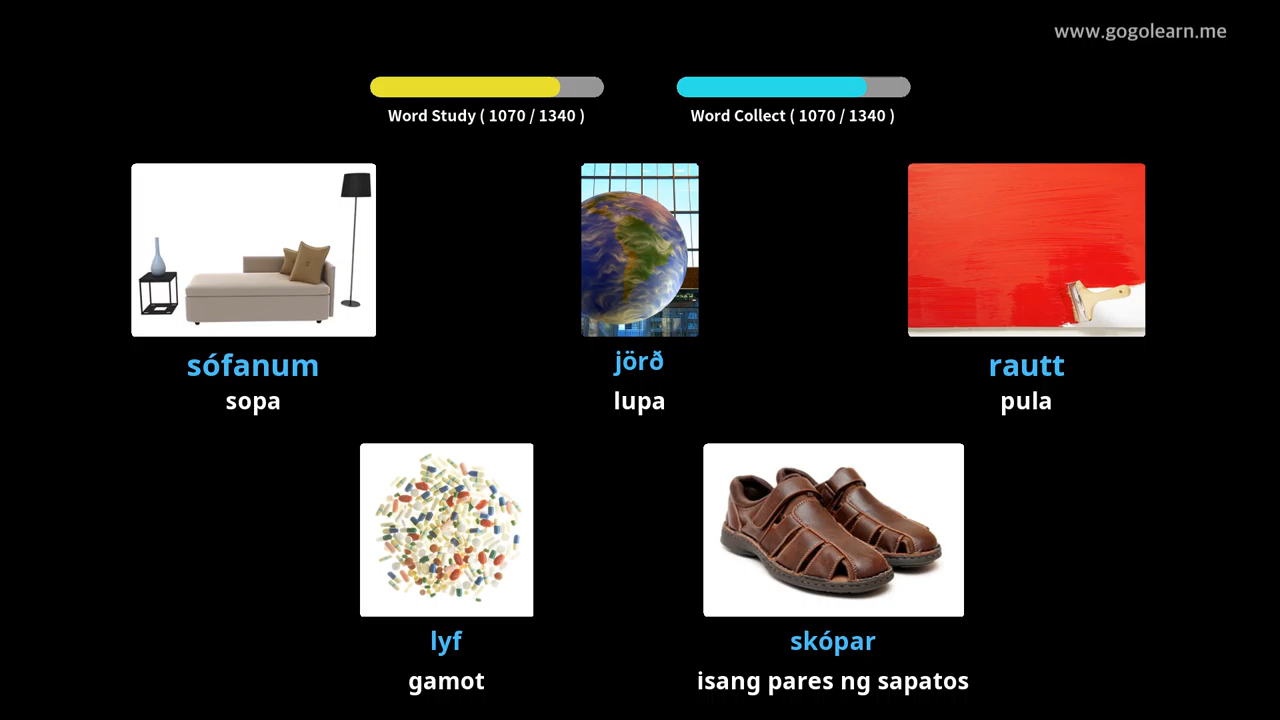 www.gogolearn.me
Word Study ( 1070 / 1340 )
Word Collect ( 1070 / 1340 )
sófanum
sopa
jörð
lupa
rautt
pula
lyf
gamot
skópar
isang pares ng sapatos